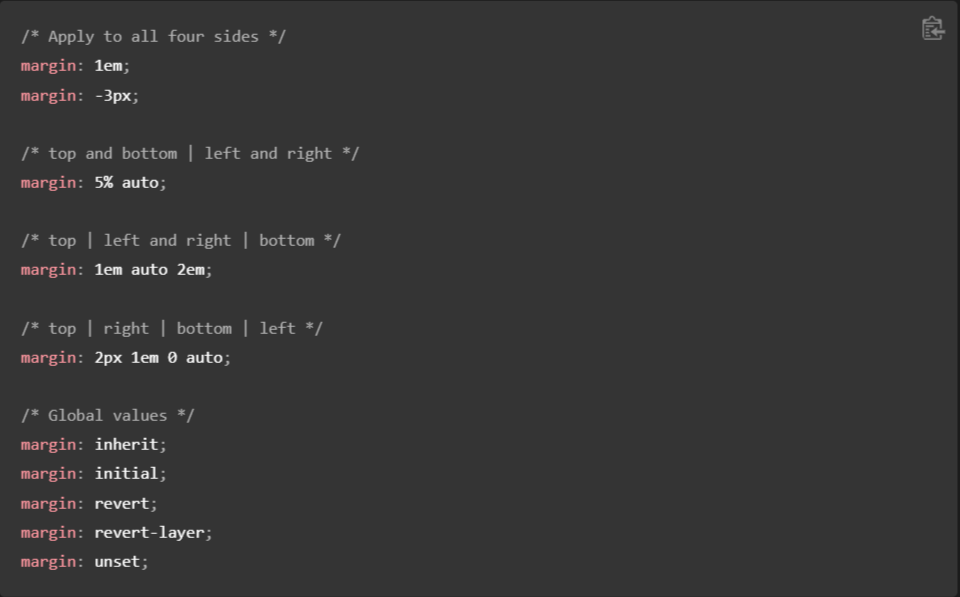 /* Apply to all four sides */
margin: 1em;
margin: -3px;
/* top and bottom | left and right */
margin: 5% auto;
/* top | left and right | bottom */
margin: 1em auto 2em;
/* top | right | bottom | left */
margin: 2px 1em 0 auto;
/* Global values */
margin: inherit;
margin: initial;
margin: revert;
margin: revert-layer;
margin: unset;